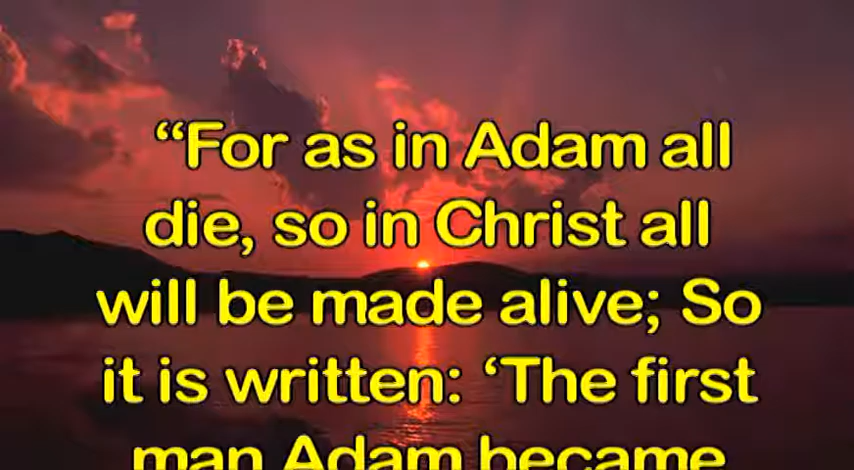 “For as in Adam all
die, so in Christ all
will be made alive; So
it is written: ‘The first
man Adam became